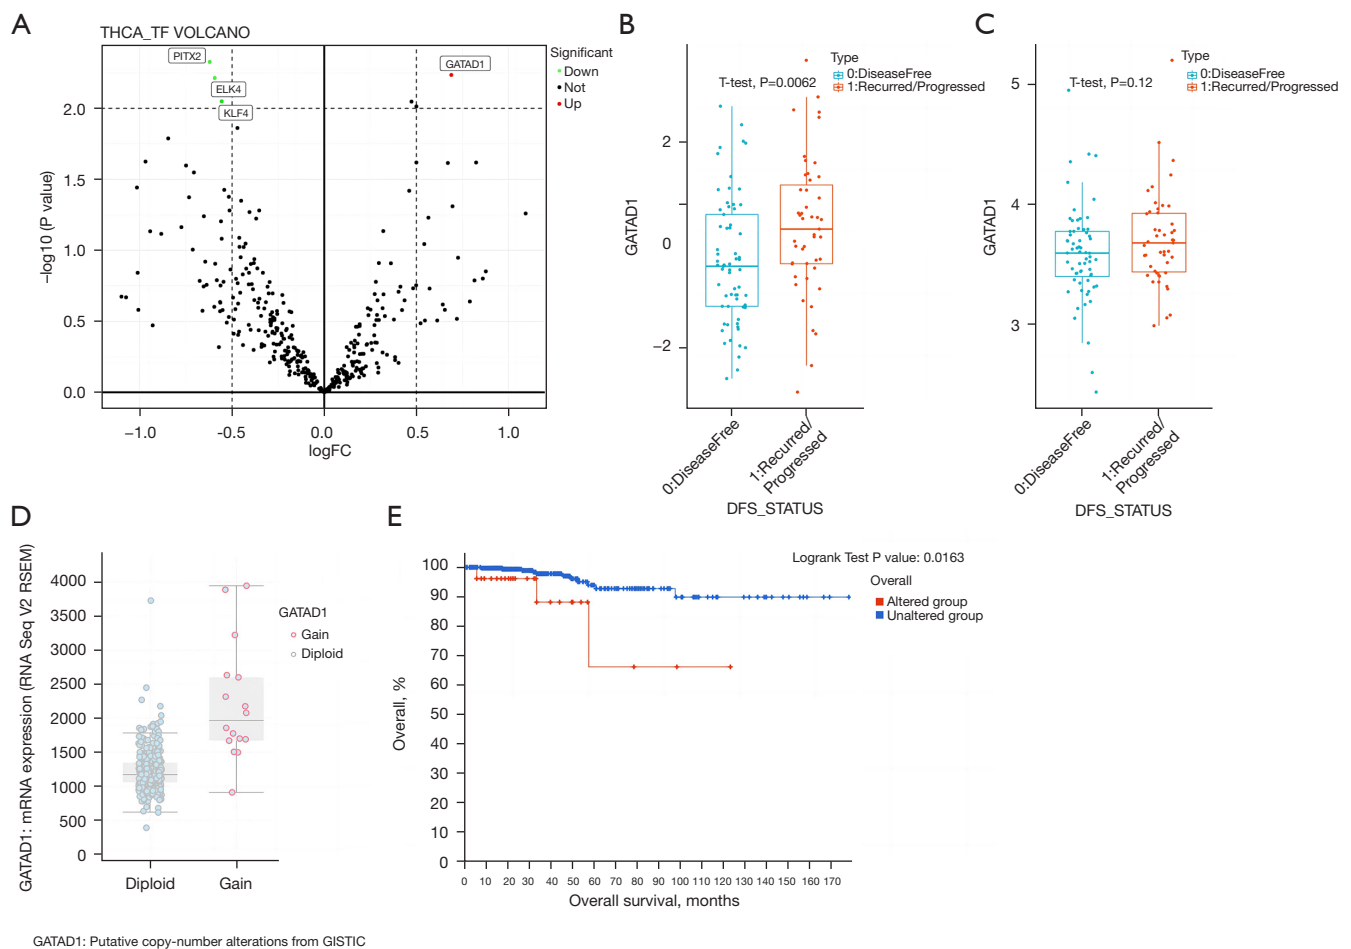 A
THCA_TF VOLCANO
PITX2
ELK4
KLF4
GATAD1
Significant
Down
Not
Up
2.0
1.5
1.0
0.5
0.0
−log10 (P value)
−1.0
-0.5
0.0
0.5
1.0
logFC
B
Type
0:DiseaseFree
1:Recurred/Progressed
T-test, P=0.0062
2
0
−2
GATAD1
0:DiseaseFree
1:Recurred/
Progressed
DFS_STATUS
C
Type
0:DiseaseFree
1:Recurred/Progressed
T-test, P=0.12
5
4
3
GATAD1
0:DiseaseFree
1:Recurred/
Progressed
DFS_STATUS
D
GATAD1: mRNA expression (RNA Seq V2 RSEM)
4000
3500
3000
2500
2000
1500
1000
500
0
GATAD1
Gain
Diploid
Diploid
Gain
GATAD1: Putative copy-number alterations from GISTIC
E
Logrank Test P value: 0.0163
Overall
Altered group
Unaltered group
100
90
80
70
60
50
40
30
20
10
0
Overall, %
0 10 20 30 40 50 60 70 80 90 100 110 120 130 140 150 160 170
Overall survival, months